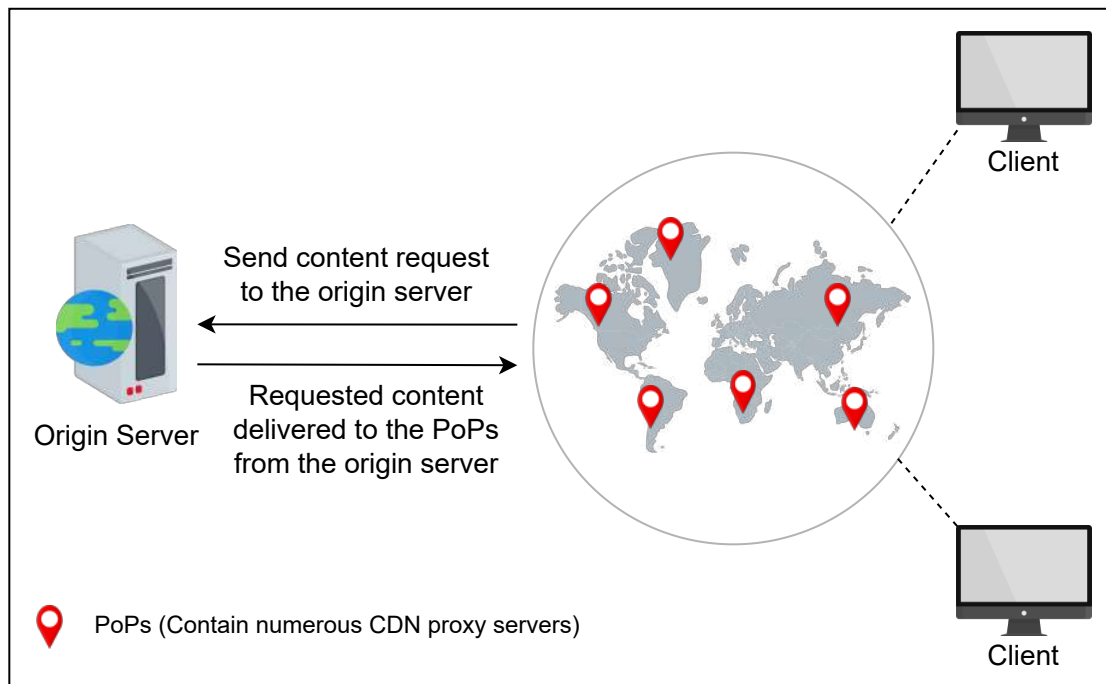 Client
Send content request
to the origin server
Requested content
delivered to the PoPs
from the origin server
Origin Server
PoPs (Contain numerous CDN proxy servers)
Client